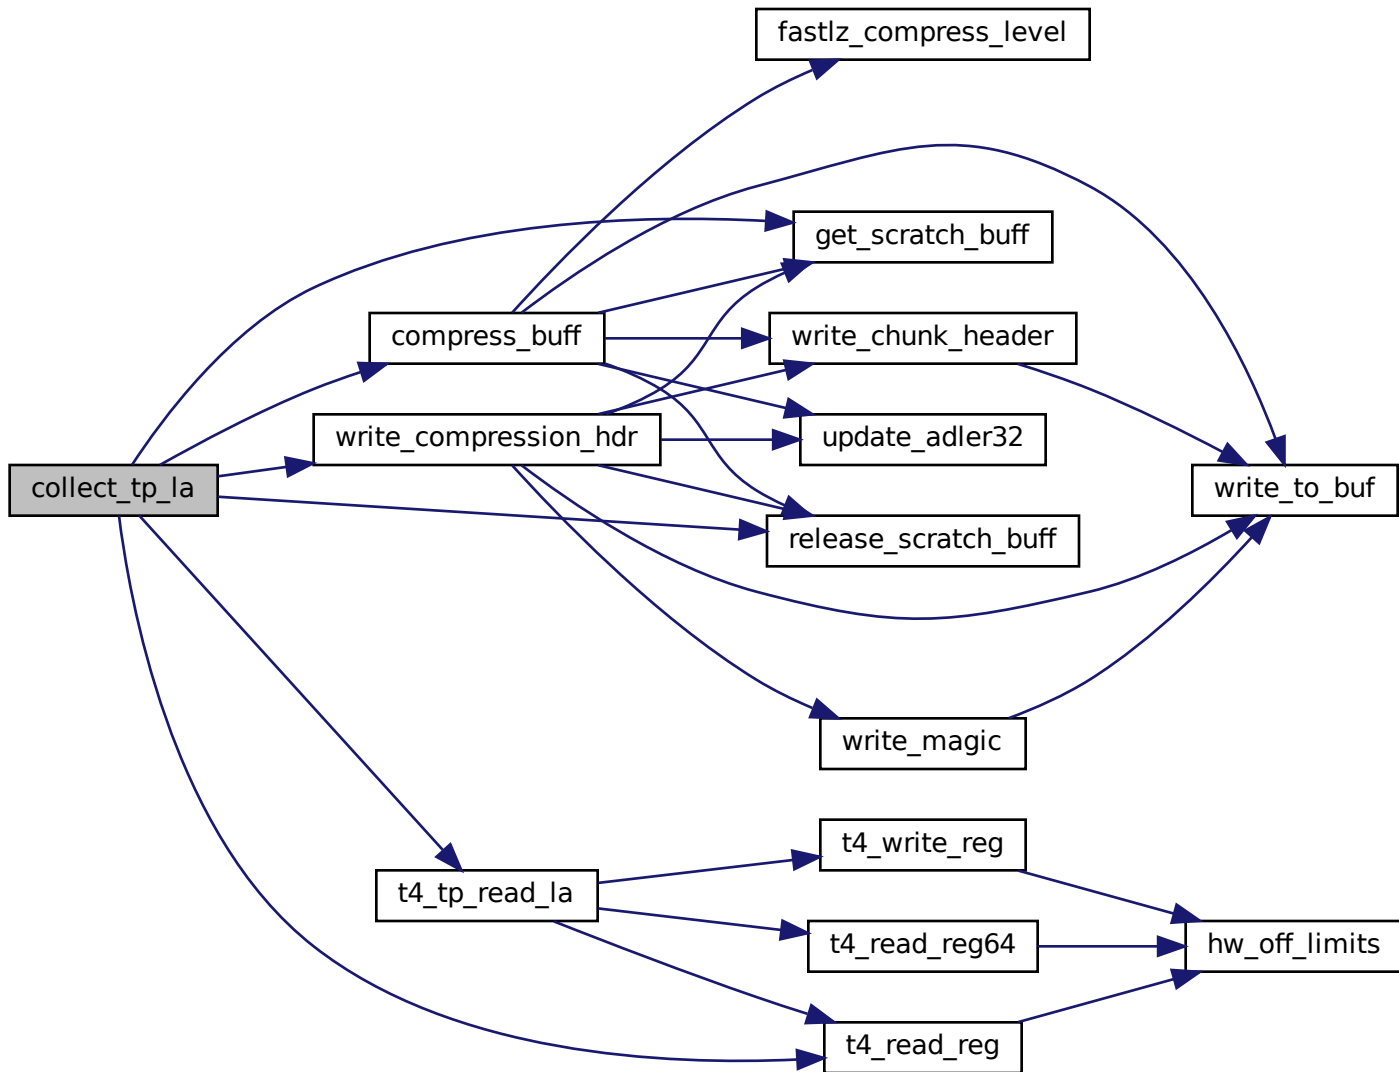 fastlz_compress_level
get_scratch_buff
compress_buff
write_chunk_header
write_compression_hdr
update_adler32
collect_tp_la
write_to_buf
release_scratch_buff
write_magic
t4_write_reg
t4_tp_read_la
t4_read_reg64
hw_off_limits
t4_read_reg